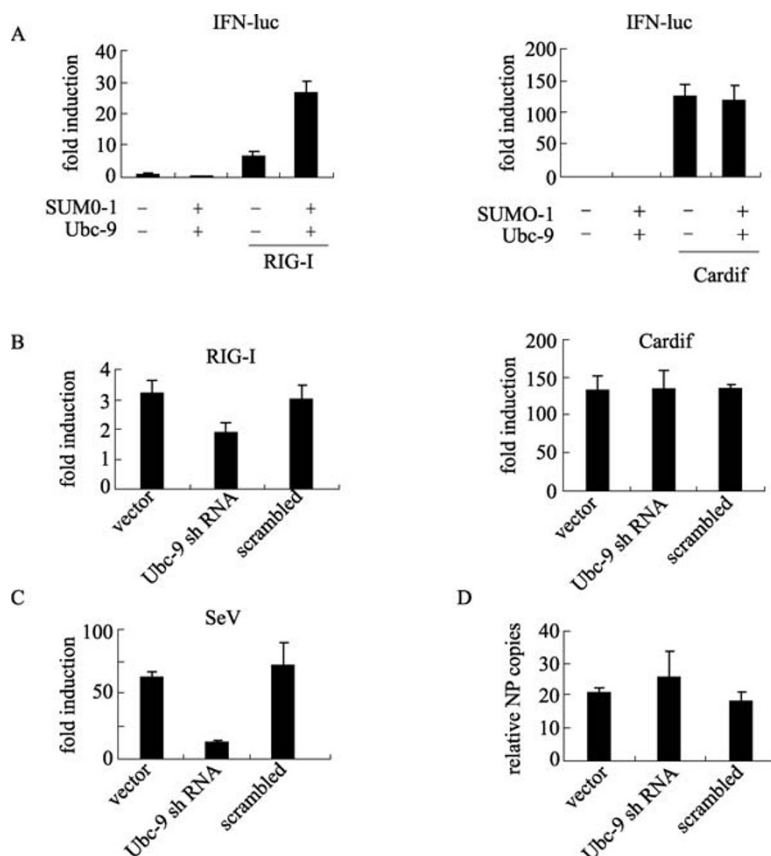 A
IFN-luc
fold induction
40
30
20
10
0
SUM0-1 – + – +
Ubc-9 – + – +
RIG-I
IFN-luc
fold induction
200
150
100
50
0
SUMO-1 – + – +
Ubc-9 – + – +
Cardif
B
RIG-I
fold induction
4
3
2
1
0
vector
Ubc-9 sh RNA
scrambled
Cardif
fold induction
200
150
100
50
0
vector
Ubc-9 sh RNA
scrambled
C
SeV
fold induction
100
50
0
vector
Ubc-9 sh RNA
scrambled
D
relative NP copies
40
30
20
10
0
vector
Ubc-9 sh RNA
scrambled